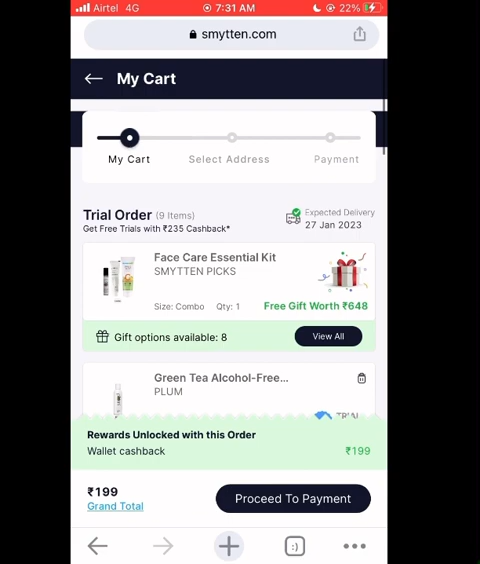 Airtel 4G 7:31 AM 22%
smytten.com
My Cart
My Cart Select Address Payment
Trial Order (9 Items)
Get Free Trials with ₹235 Cashback*
Expected Delivery
27 Jan 2023
Face Care Essential Kit
SMYTTEN PICKS
Size: Combo Qty: 1 Free Gift Worth ₹648
Gift options available: 8 View All
Green Tea Alcohol-Free...
PLUM
TRIAL
Rewards Unlocked with this Order
Wallet cashback ₹199
₹199
Grand Total
Proceed To Payment
:)